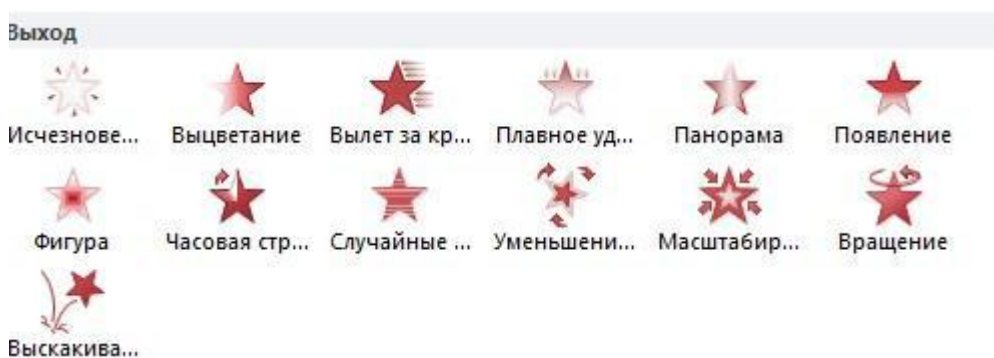 Выход
Исчезнове... Выцветание Вылет за кр... Плавное уд... Панорама Появление
Фигура Часовая стр... Случайные ... Уменьшени... Масштабир... Вращение
Выскакива...